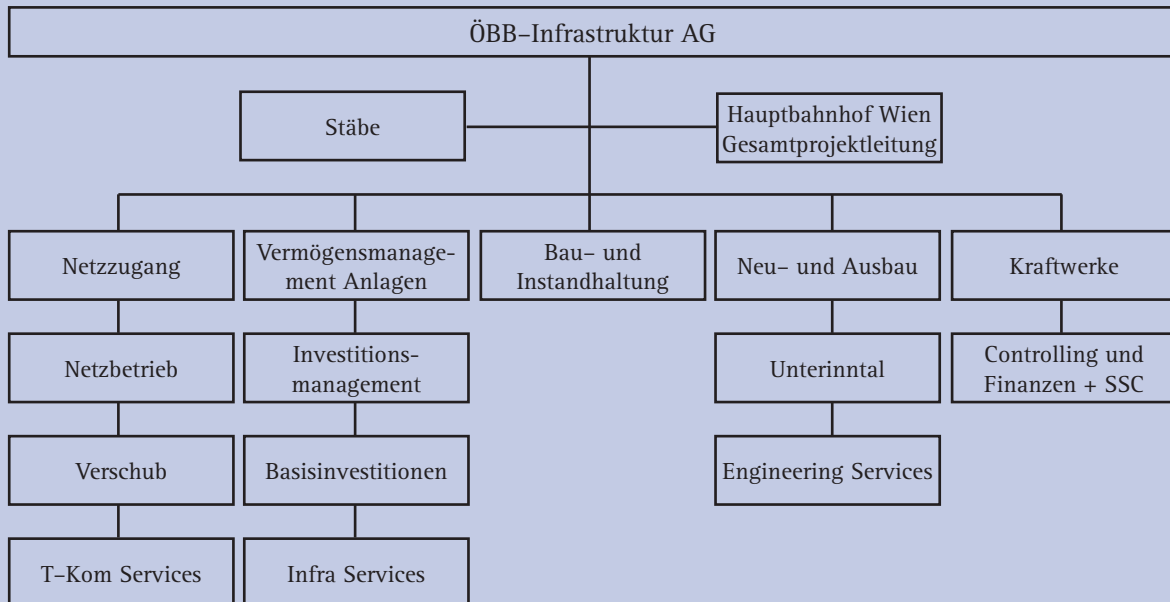 ÖBB-Infrastruktur AG
Stäbe
Hauptbahnhof Wien
Gesamtprojektleitung
Netzzugang
Vermögensmanage-
ment Anlagen
Bau- und
Instandhaltung
Neu- und Ausbau
Kraftwerke
Netzbetrieb
Investitions-
management
Unterinntal
Controlling und
Finanzen + SSC
Verschub
Basisinvestitionen
Engineering Services
T-Kom Services
Infra Services